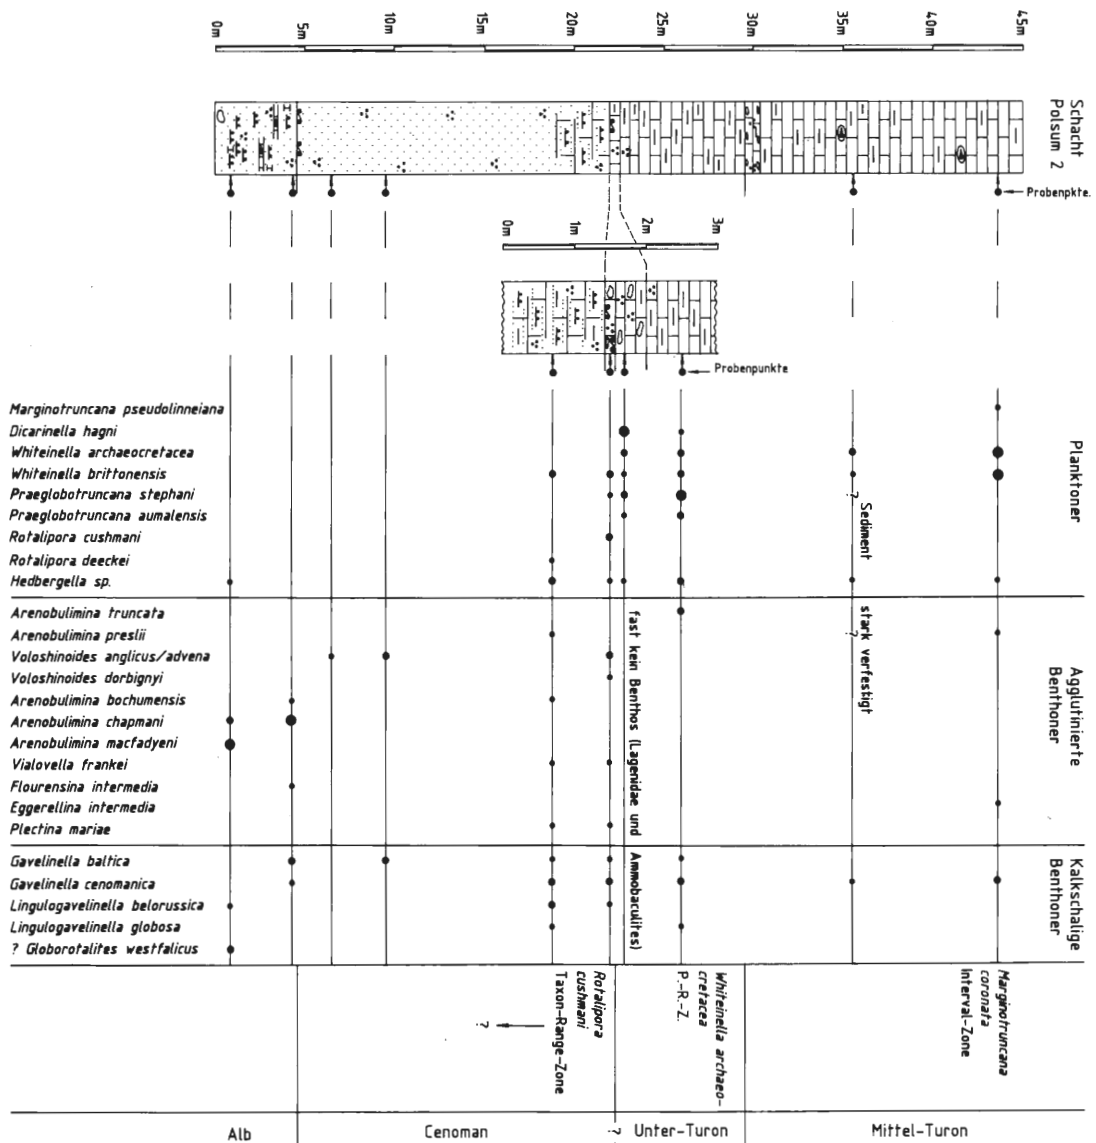 0m 5m 10m 15m 20m 25m 30m 35m 40m 45m
Schacht
Polsum 2
Probenpkte.
0m 1m 2m 3m
Probenpunkte
Planktoner
Marginotruncana pseudolinneiana
Dicarinella hagni
Whiteinella archaeocretacea
Whiteinella brittonensis
Praeglobotruncana stephani
Praeglobotruncana aumalensis
Rotalipora cushmani
Rotalipora deeckei
Hedbergella sp.
Agglutinierte
Benthoner
Arenobulimina truncata
Arenobulimina preslii
Voloshinoides anglicus/advena
Voloshinoides dorbignyi
Arenobulimina bochumensis
Arenobulimina chapmani
Arenobulimina macfadyeni
Vialovella frankei
Flourensina intermedia
Eggerellina intermedia
Plectina mariae
Kalkschalige
Benthoner
Gavelinella baltica
Gavelinella cenomanica
Lingulogavelinella belorussica
Lingulogavelinella globosa
? Globorotalites westfalicus
fast kein Benthos (Lagenidae und Ammobaculites)
? Sediment
? stark verfestigt
Rotalipora
cushmani
Taxon-Range-Zone
?
Whiteinella archaeo-
cretacea
P.-R.-Z.
Marginotruncana
coronata
Interval-Zone
Alb Cenoman ? Unter-Turon Mittel-Turon